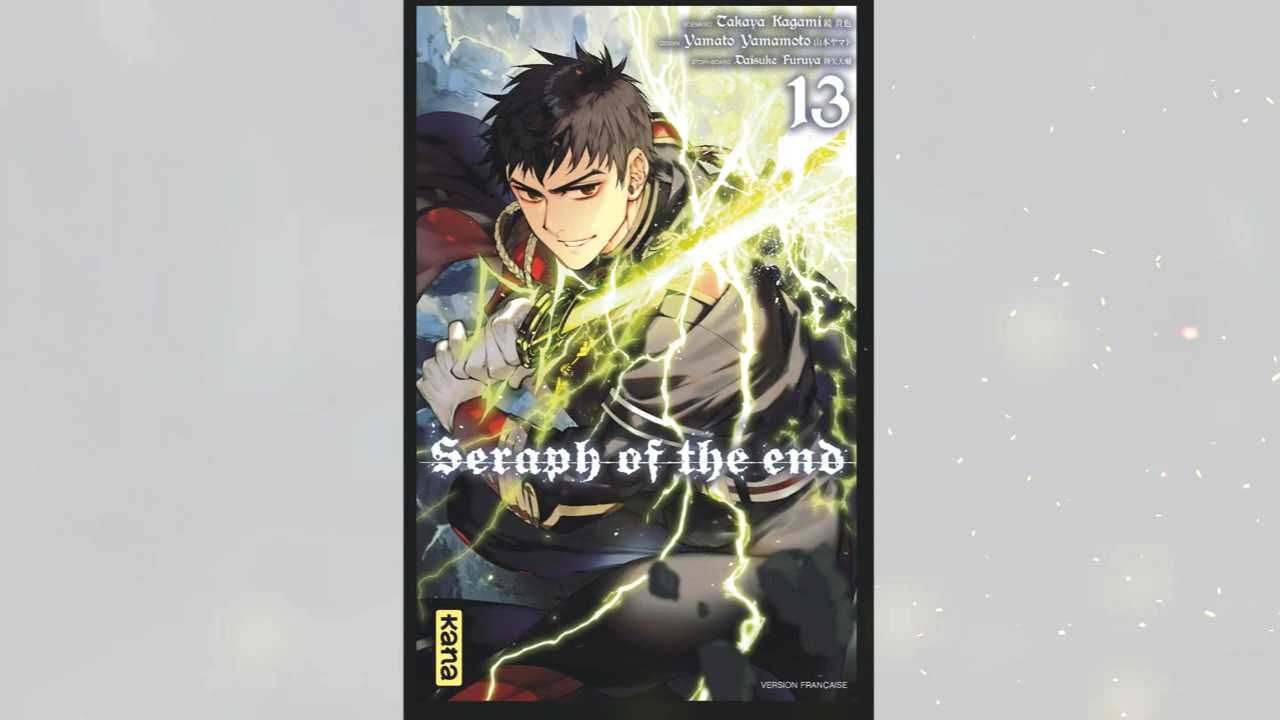 SCENARIO Takaya Kagami 鏡 貴也
DESSIN Yamato Yamamoto 山本ヤマト
STORY-BOARD Daisuke Furuya 降矢大輔
13
Seraph of the end
kana
VERSION FRANÇAISE